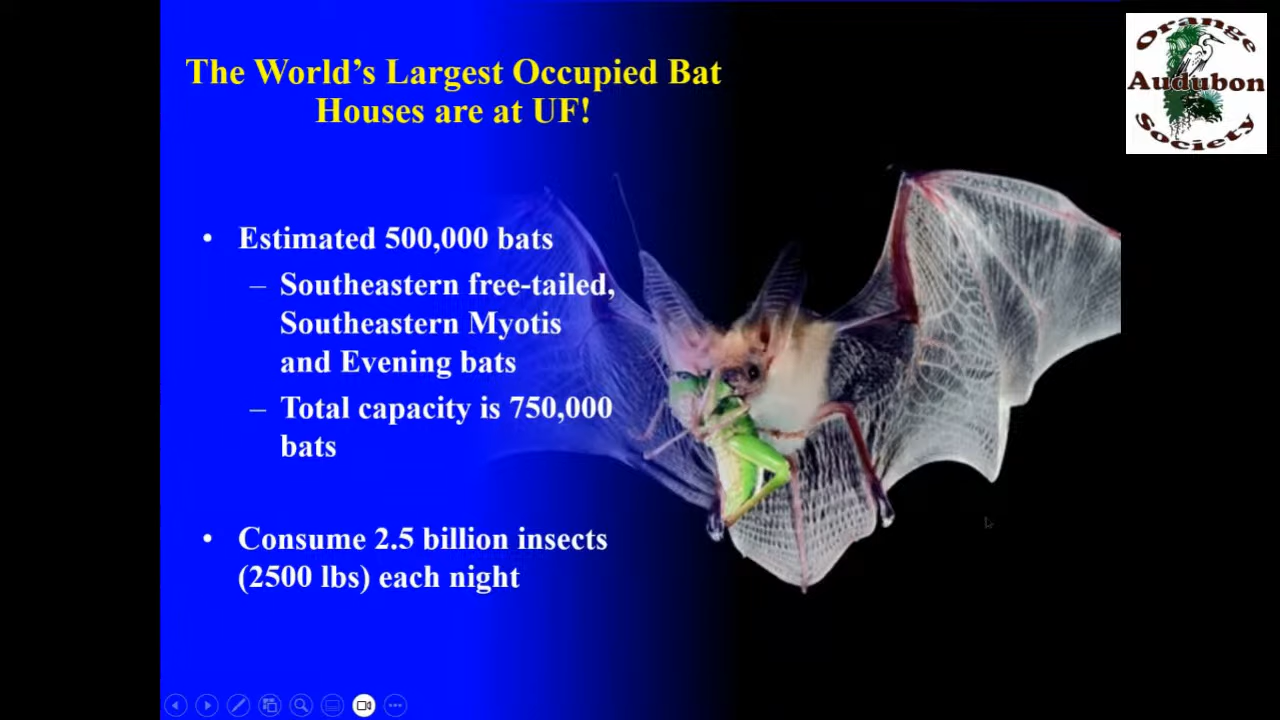 The World's Largest Occupied Bat
Houses are at UF!
• Estimated 500,000 bats
– Southeastern free-tailed,
Southeastern Myotis
and Evening bats
– Total capacity is 750,000
bats
• Consume 2.5 billion insects
(2500 lbs) each night
Orange
Audubon
Society